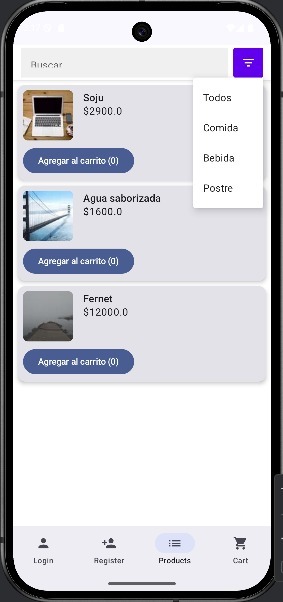 Buscar
Todos
Comida
Bebida
Postre
Soju
$2900.0
Agregar al carrito (0)
Agua saborizada
$1600.0
Agregar al carrito (0)
Fernet
$12000.0
Agregar al carrito (0)
Login
Register
Products
Cart